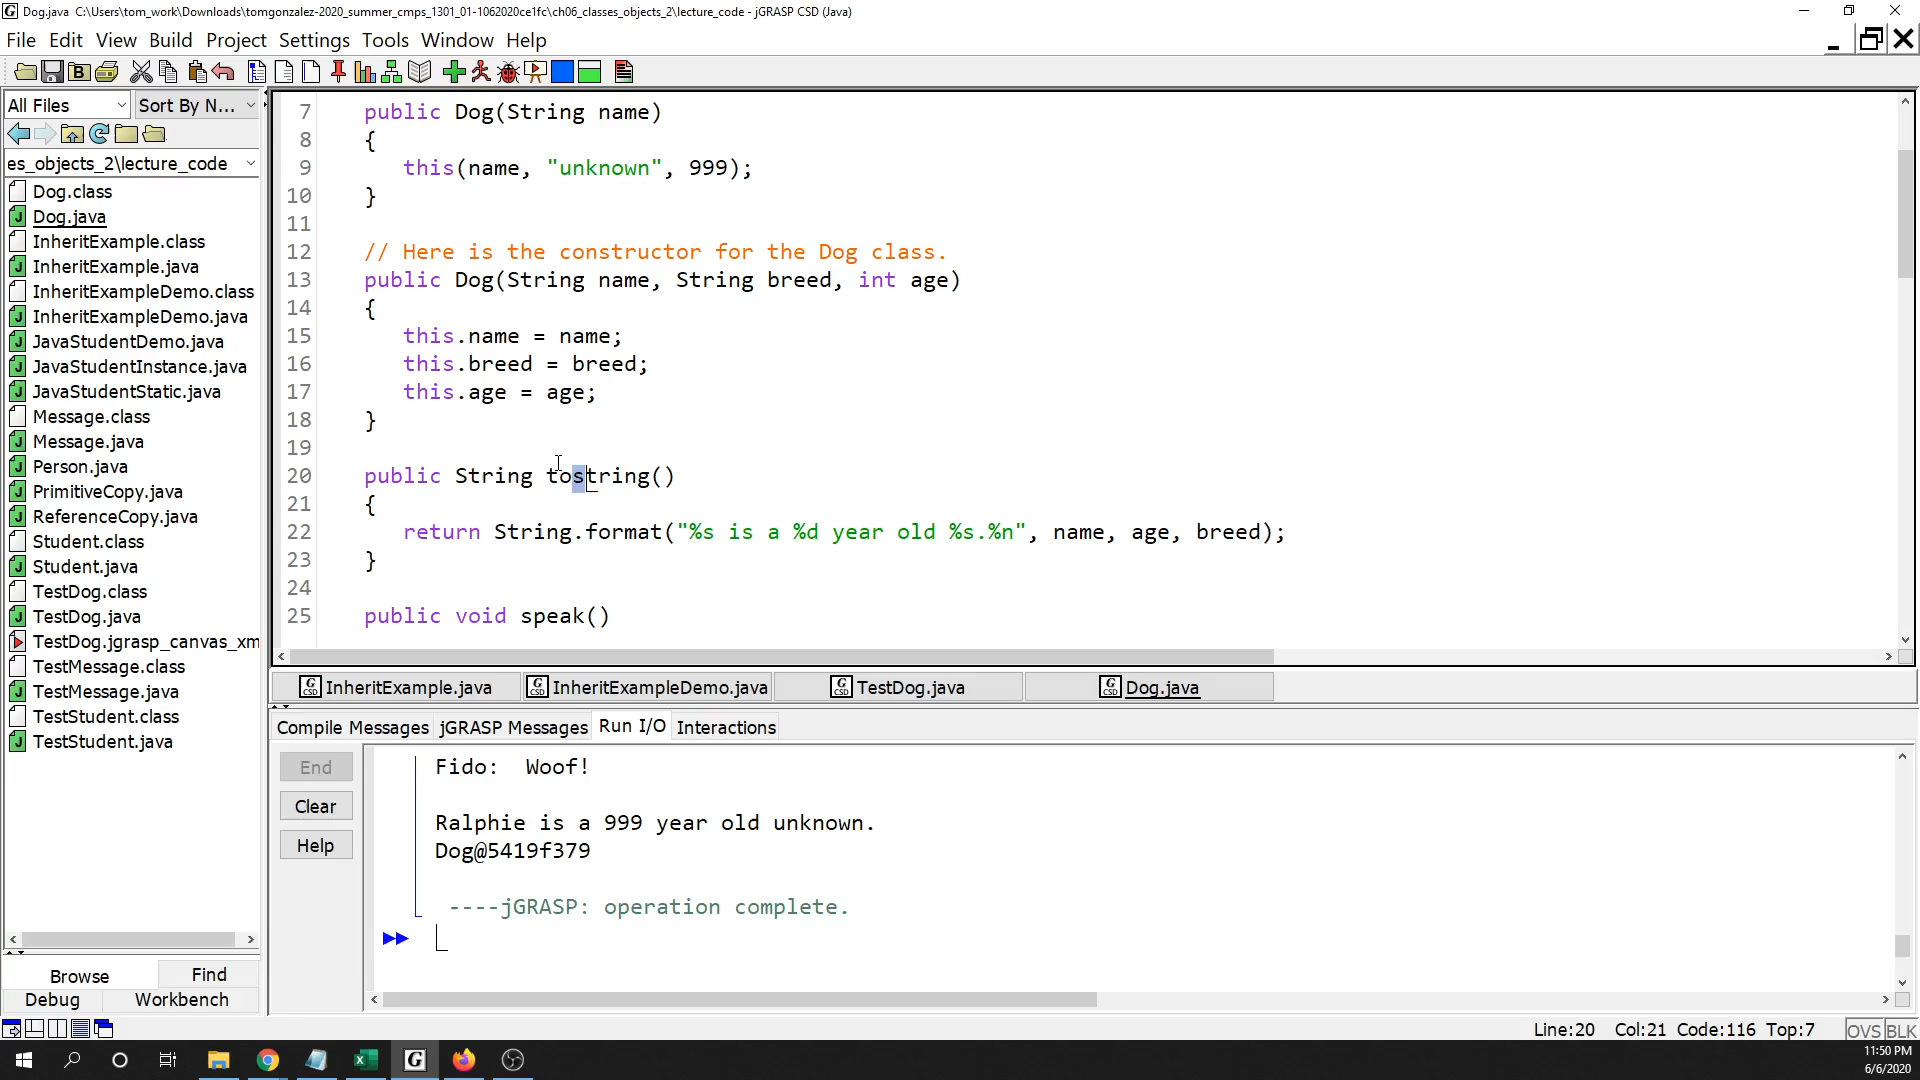 Dog.java  C:\Users\tom_work\Downloads\tomgonzalez-2020_summer_cmps_1301_01-1062020ce1fc\ch06_classes_objects_2\lecture_code - jGRASP CSD (Java)
File Edit View Build Project Settings Tools Window Help
All Files Sort By N...
es_objects_2\lecture_code
Dog.class
Dog.java
InheritExample.class
InheritExample.java
InheritExampleDemo.class
InheritExampleDemo.java
JavaStudentDemo.java
JavaStudentInstance.java
JavaStudentStatic.java
Message.class
Message.java
Person.java
PrimitiveCopy.java
ReferenceCopy.java
Student.class
Student.java
TestDog.class
TestDog.java
TestDog.jgrasp_canvas_xm
TestMessage.class
TestMessage.java
TestStudent.class
TestStudent.java
Browse Find
Debug Workbench
7 public Dog(String name)
8 {
9 this(name, "unknown", 999);
10 }
11
12 // Here is the constructor for the Dog class.
13 public Dog(String name, String breed, int age)
14 {
15 this.name = name;
16 this.breed = breed;
17 this.age = age;
18 }
19
20 public String tostring()
21 {
22 return String.format("%s is a %d year old %s.%n", name, age, breed);
23 }
24
25 public void speak()
InheritExample.java InheritExampleDemo.java TestDog.java Dog.java
Compile Messages jGRASP Messages Run I/O Interactions
End
Clear
Help
Fido:  Woof!
Ralphie is a 999 year old unknown.
Dog@5419f379
----jGRASP: operation complete.
Line:20 Col:21 Code:116 Top:7 OVS BLK
11:50 PM
6/6/2020